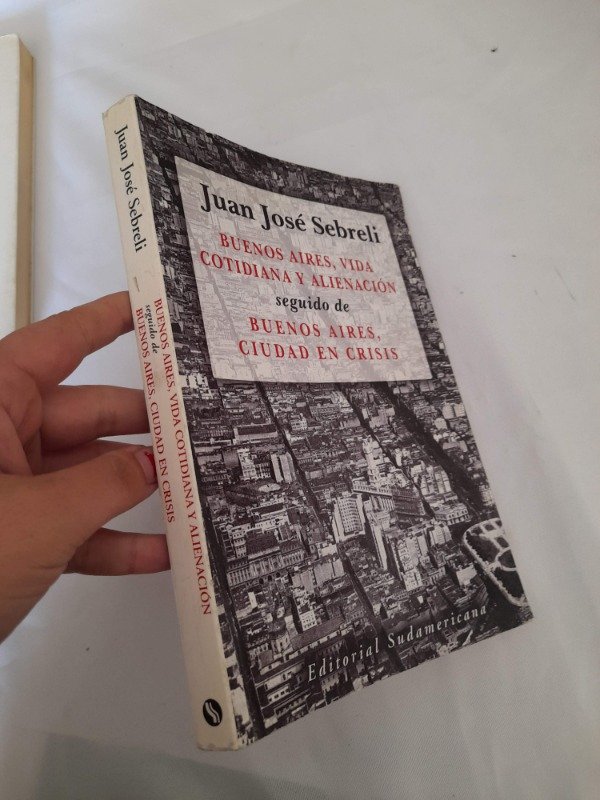 Juan José Sebreli
BUENOS AIRES, VIDA
COTIDIANA Y ALIENACIÓN
seguido de
BUENOS AIRES,
CIUDAD EN CRISIS
Editorial Sudamericana
Juan José Sebreli
BUENOS AIRES, VIDA COTIDIANA Y ALIENACIÓN
seguido de
BUENOS AIRES, CIUDAD EN CRISIS